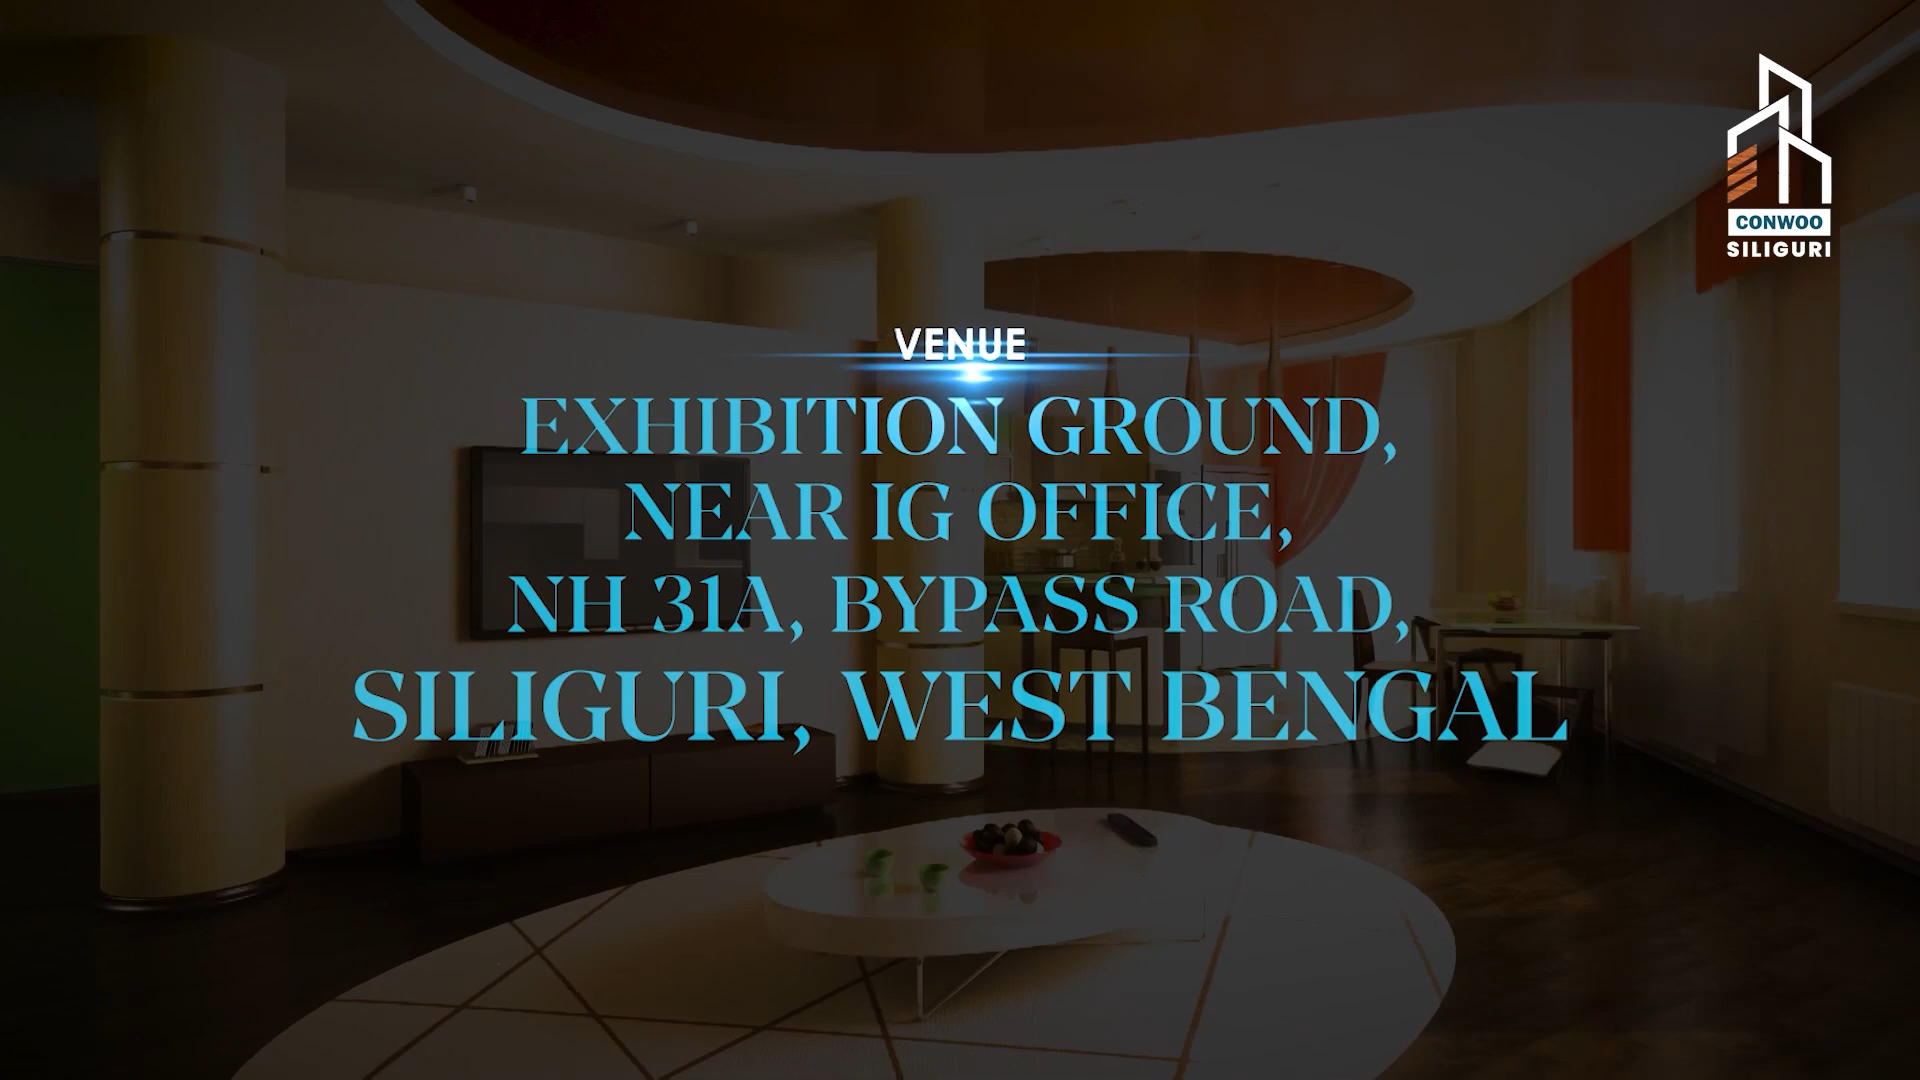 CONWOO
SILIGURI
VENUE
EXHIBITION GROUND,
NEAR IG OFFICE,
NH 31A, BYPASS ROAD,
SILIGURI, WEST BENGAL